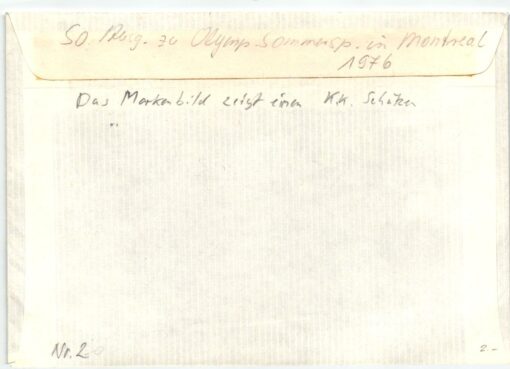 So. Ausg. zu Olymp. Sommersp. in Montreal
1976
Das Markenbild zeigt einen KK. Schützen
Nr. 2
2.-